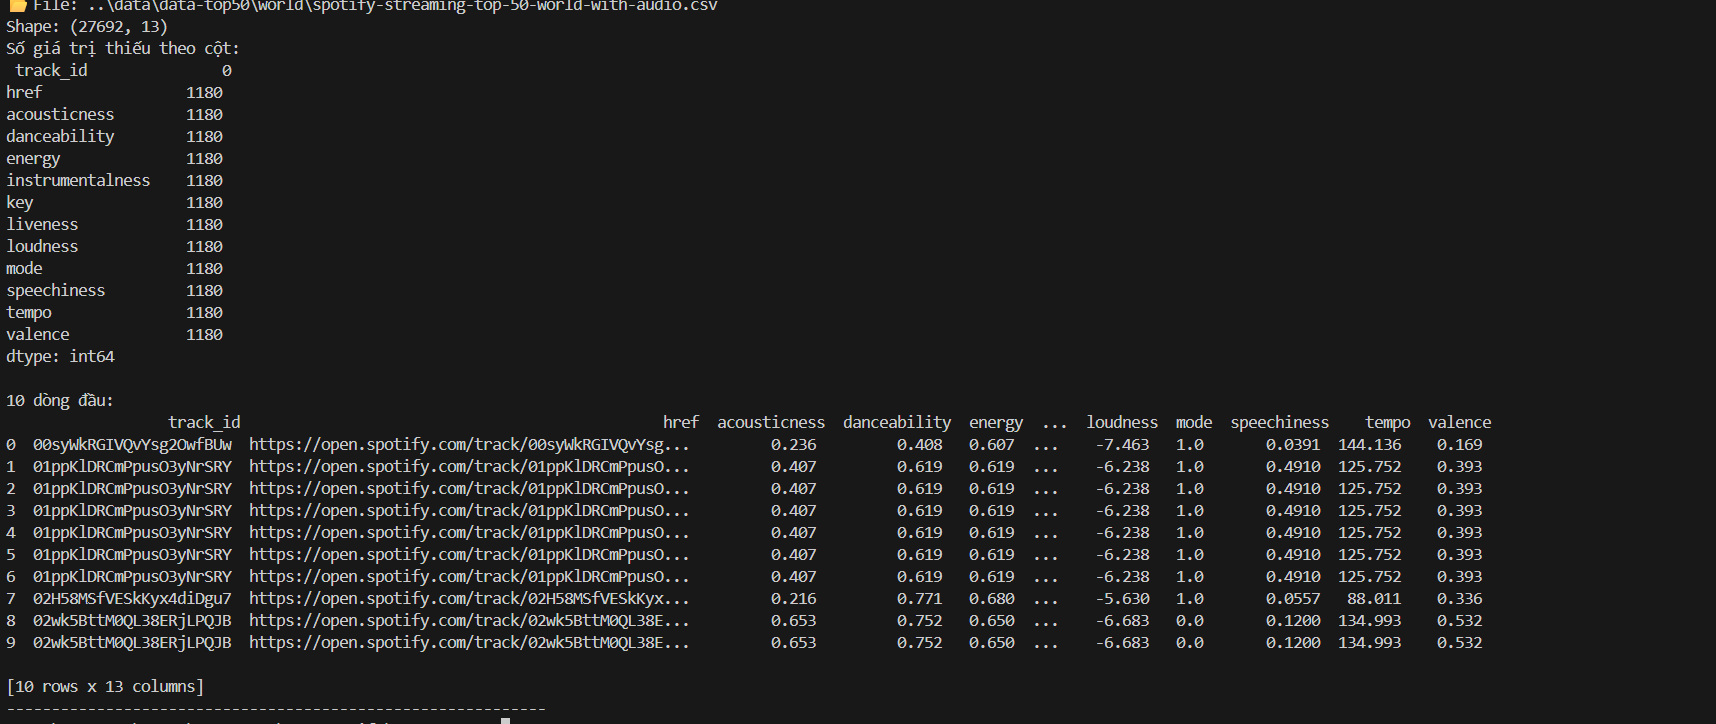 File: ..\data\data-top50\world\spotify-streaming-top-50-world-with-audio.csv
Shape: (27692, 13)
Số giá trị thiếu theo cột:
track_id 0
href 1180
acousticness 1180
danceability 1180
energy 1180
instrumentalness 1180
key 1180
liveness 1180
loudness 1180
mode 1180
speechiness 1180
tempo 1180
valence 1180
dtype: int64
10 dòng đầu:
track_id href acousticness danceability energy ... loudness mode speechiness tempo valence
0 00syWkRGIVQvYsg2OwfBUw https://open.spotify.com/track/00syWkRGIVQvYsg... 0.236 0.408 0.607 ... -7.463 1.0 0.0391 144.136 0.169
1 01ppKlDRCmPpusO3yNrSRY https://open.spotify.com/track/01ppKlDRCmPpusO... 0.407 0.619 0.619 ... -6.238 1.0 0.4910 125.752 0.393
2 01ppKlDRCmPpusO3yNrSRY https://open.spotify.com/track/01ppKlDRCmPpusO... 0.407 0.619 0.619 ... -6.238 1.0 0.4910 125.752 0.393
3 01ppKlDRCmPpusO3yNrSRY https://open.spotify.com/track/01ppKlDRCmPpusO... 0.407 0.619 0.619 ... -6.238 1.0 0.4910 125.752 0.393
4 01ppKlDRCmPpusO3yNrSRY https://open.spotify.com/track/01ppKlDRCmPpusO... 0.407 0.619 0.619 ... -6.238 1.0 0.4910 125.752 0.393
5 01ppKlDRCmPpusO3yNrSRY https://open.spotify.com/track/01ppKlDRCmPpusO... 0.407 0.619 0.619 ... -6.238 1.0 0.4910 125.752 0.393
6 01ppKlDRCmPpusO3yNrSRY https://open.spotify.com/track/01ppKlDRCmPpusO... 0.407 0.619 0.619 ... -6.238 1.0 0.4910 125.752 0.393
7 02H58MSfVESkKyx4diDgu7 https://open.spotify.com/track/02H58MSfVESkKyx... 0.216 0.771 0.680 ... -5.630 1.0 0.0557 88.011 0.336
8 02wk5BttM0QL38ERjLPQJB https://open.spotify.com/track/02wk5BttM0QL38E... 0.653 0.752 0.650 ... -6.683 0.0 0.1200 134.993 0.532
9 02wk5BttM0QL38ERjLPQJB https://open.spotify.com/track/02wk5BttM0QL38E... 0.653 0.752 0.650 ... -6.683 0.0 0.1200 134.993 0.532
[10 rows x 13 columns]
------------------------------------------------------------